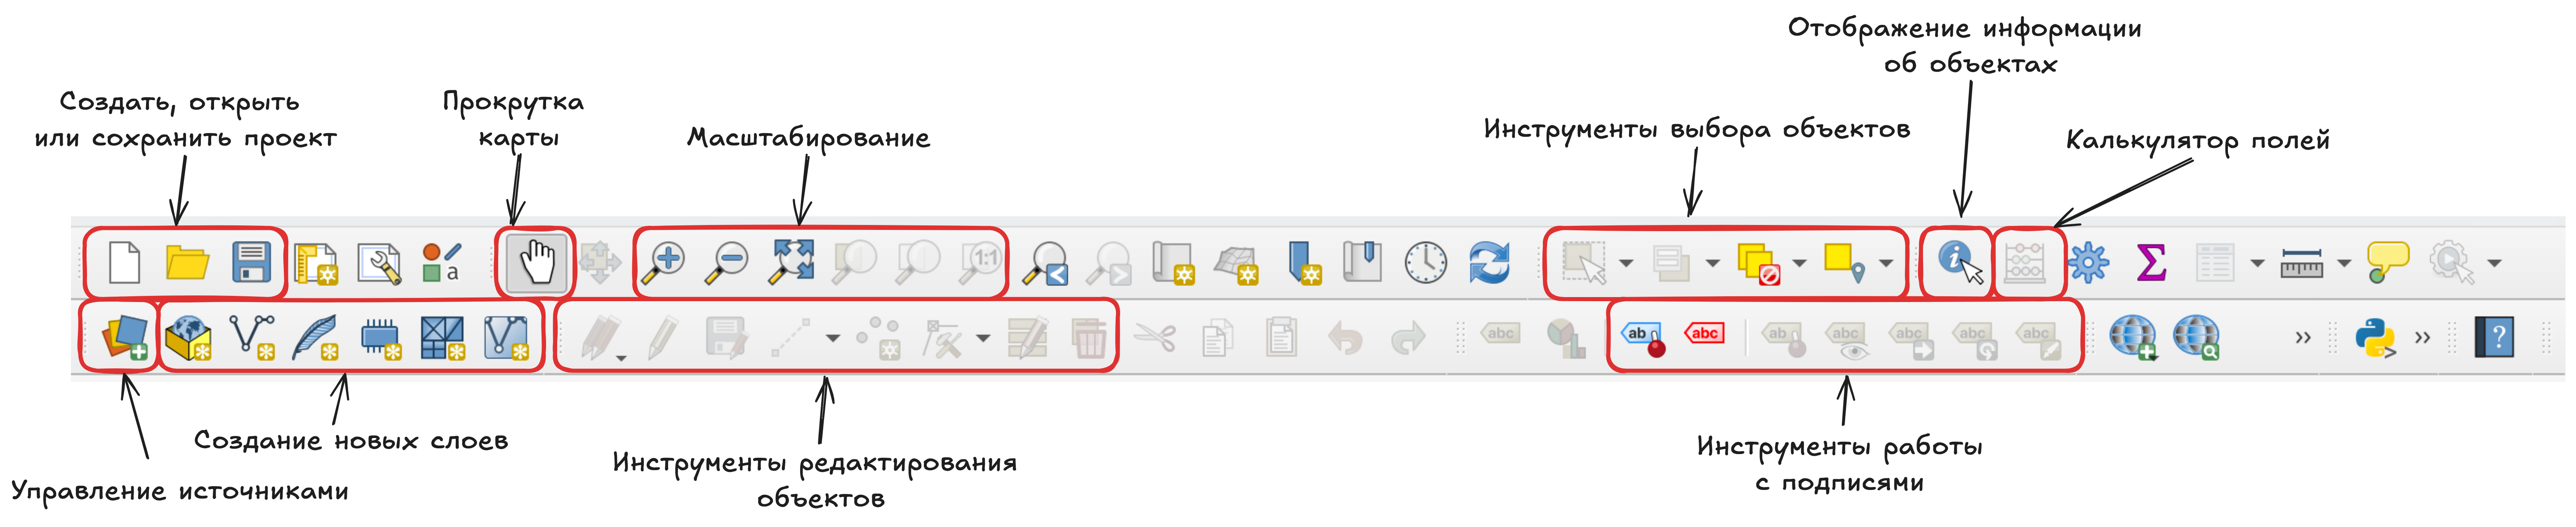 Отображение информации
об объектах
Создать, открыть
или сохранить проект
Прокрутка
карты
Масштабирование
Инструменты выбора объектов
Калькулятор полей
a
1:1
i
Σ
abc
ab
abc
ab
abc
abc
abc
abc
»
»
?
Создание новых слоев
Управление источниками
Инструменты редактирования
объектов
Инструменты работы
с подписями